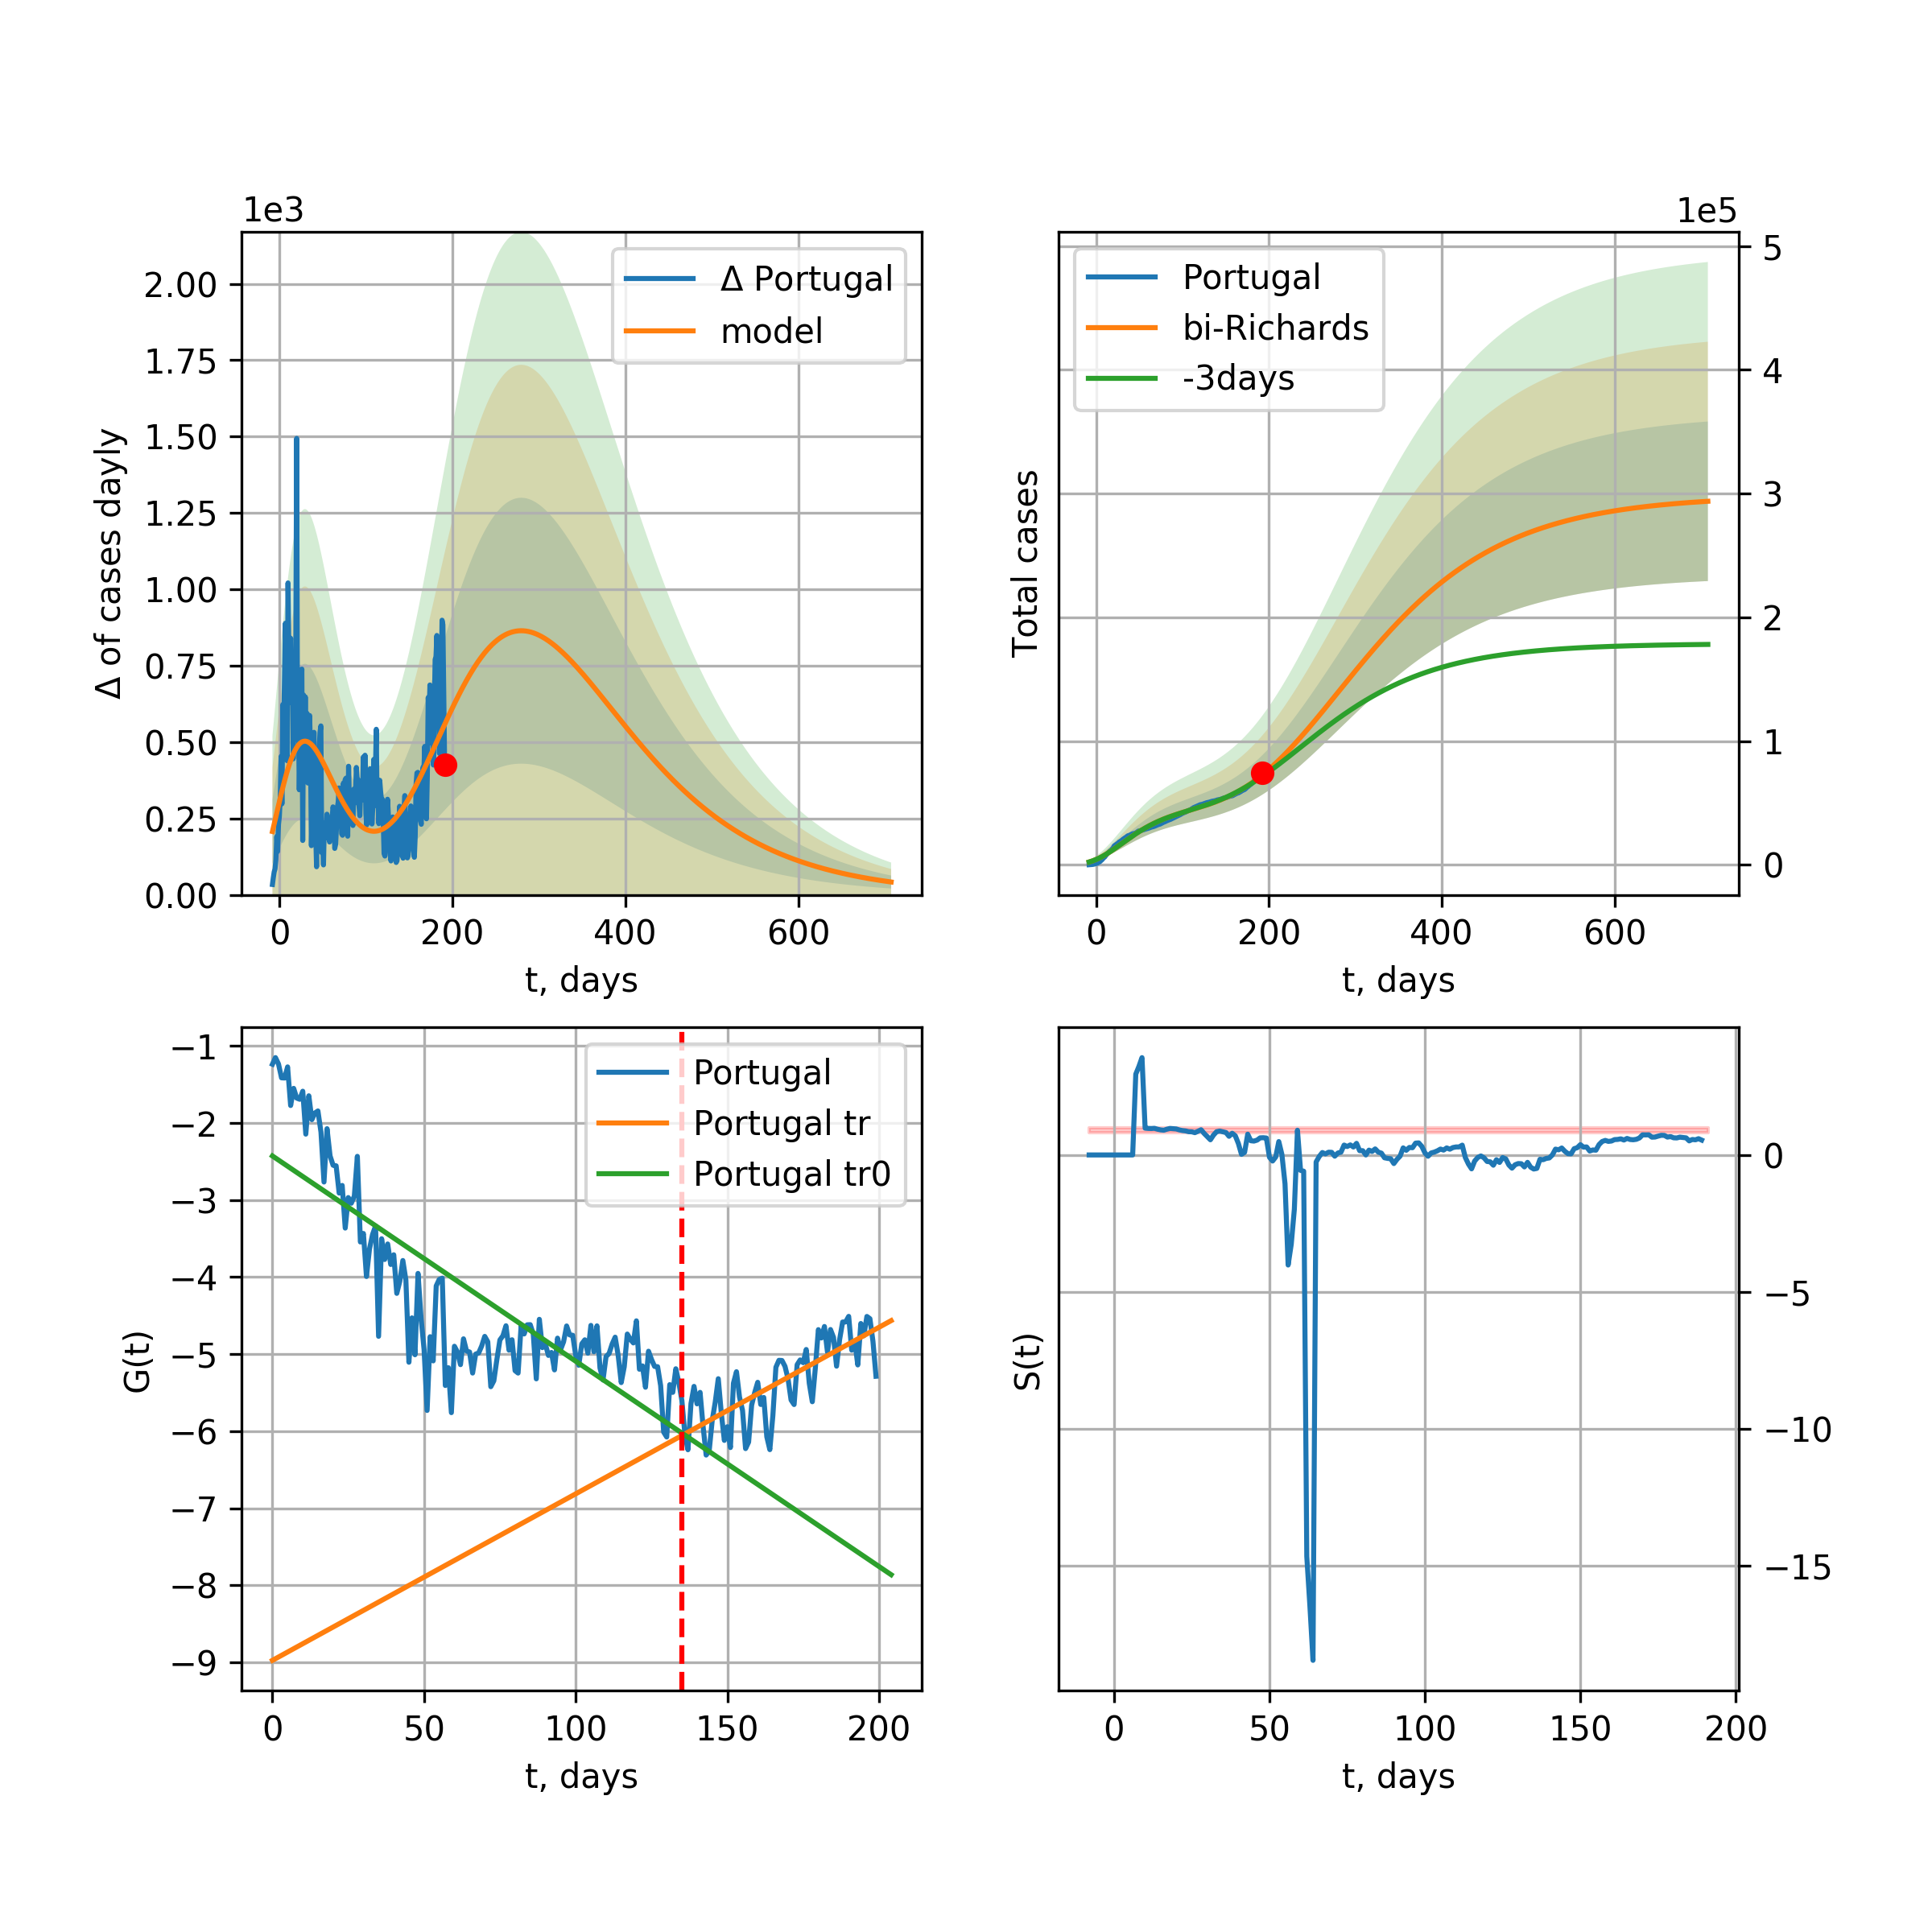 1e3
2.00
1.75
1.50
1.25
1.00
0.75
0.50
0.25
0.00
Δ of cases dayly
Δ Portugal
model
0 200 400 600
t, days
1e5
5
4
3
2
1
0
Total cases
Portugal
bi-Richards
-3days
0 200 400 600
t, days
−1
−2
−3
−4
−5
−6
−7
−8
−9
G(t)
Portugal
Portugal tr
Portugal tr0
0 50 100 150 200
t, days
0
−5
−10
−15
S(t)
0 50 100 150 200
t, days